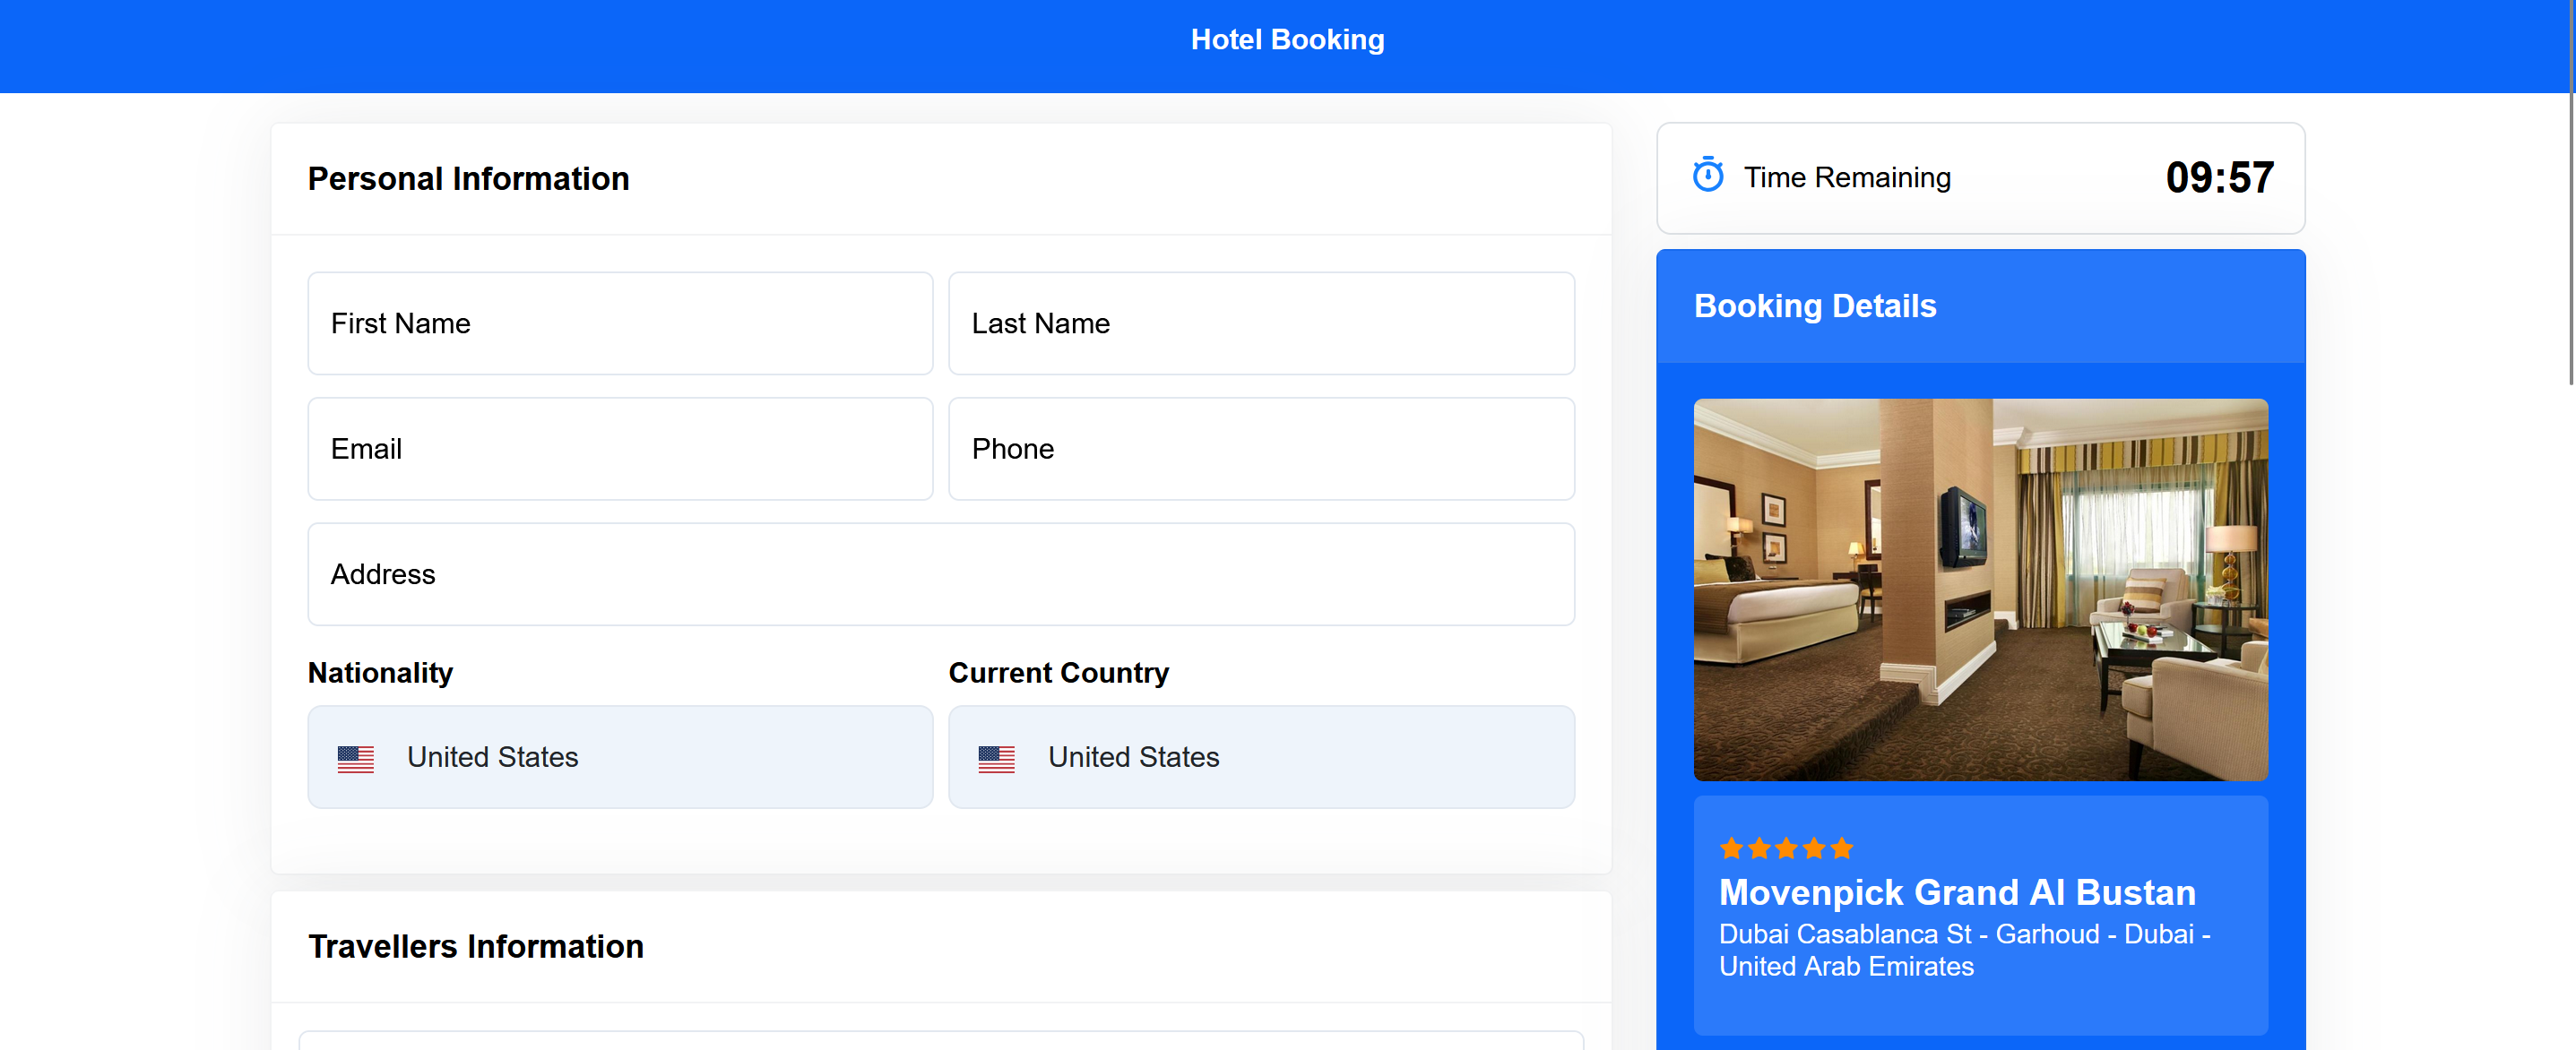 Hotel Booking
Personal Information
First Name
Last Name
Email
Phone
Address
Nationality
Current Country
United States
United States
Travellers Information
Time Remaining
09:57
Booking Details
Movenpick Grand Al Bustan
Dubai Casablanca St - Garhoud - Dubai -
United Arab Emirates